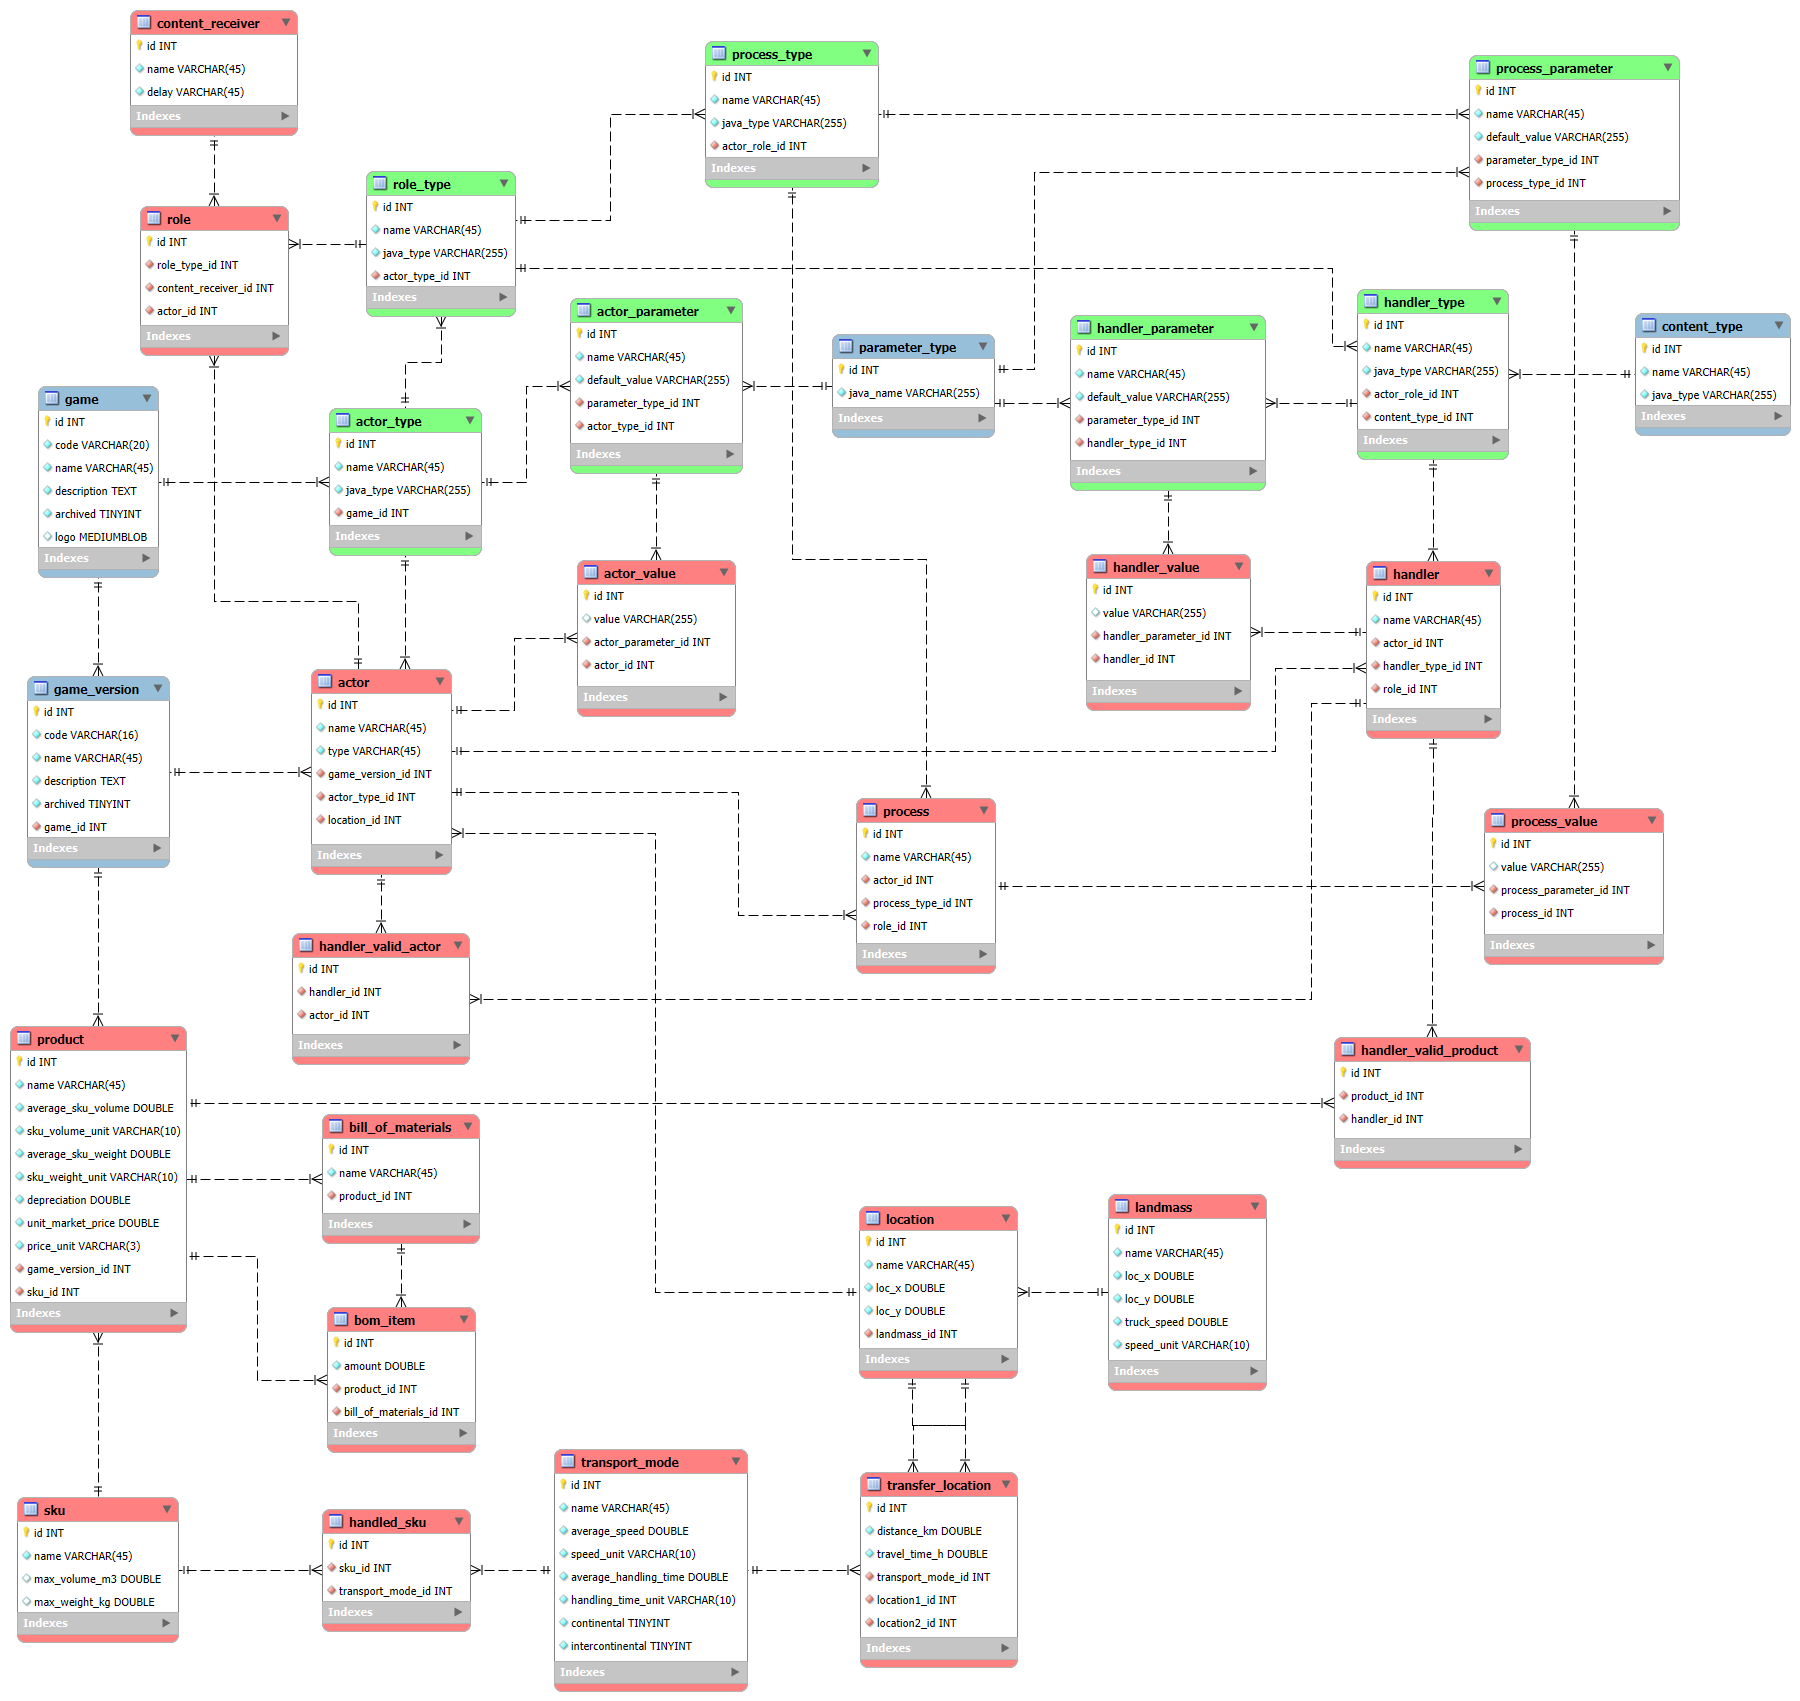 content_receiver
id INT
name VARCHAR(45)
delay VARCHAR(45)
Indexes
process_type
id INT
name VARCHAR(45)
java_type VARCHAR(255)
actor_role_id INT
Indexes
process_parameter
id INT
name VARCHAR(45)
default_value VARCHAR(255)
parameter_type_id INT
process_type_id INT
Indexes
role_type
id INT
name VARCHAR(45)
java_type VARCHAR(255)
actor_type_id INT
Indexes
role
id INT
role_type_id INT
content_receiver_id INT
actor_id INT
Indexes
actor_parameter
id INT
name VARCHAR(45)
default_value VARCHAR(255)
parameter_type_id INT
actor_type_id INT
Indexes
parameter_type
id INT
java_name VARCHAR(255)
Indexes
handler_parameter
id INT
name VARCHAR(45)
default_value VARCHAR(255)
parameter_type_id INT
handler_type_id INT
Indexes
handler_type
id INT
name VARCHAR(45)
java_type VARCHAR(255)
actor_role_id INT
content_type_id INT
Indexes
content_type
id INT
name VARCHAR(45)
java_type VARCHAR(255)
Indexes
game
id INT
code VARCHAR(20)
name VARCHAR(45)
description TEXT
archived TINYINT
logo MEDIUMBLOB
Indexes
actor_type
id INT
name VARCHAR(45)
java_type VARCHAR(255)
game_id INT
Indexes
actor_value
id INT
value VARCHAR(255)
actor_parameter_id INT
actor_id INT
Indexes
handler_value
id INT
value VARCHAR(255)
handler_parameter_id INT
handler_id INT
Indexes
handler
id INT
name VARCHAR(45)
actor_id INT
handler_type_id INT
role_id INT
Indexes
game_version
id INT
code VARCHAR(16)
name VARCHAR(45)
description TEXT
archived TINYINT
game_id INT
Indexes
actor
id INT
name VARCHAR(45)
type VARCHAR(45)
game_version_id INT
actor_type_id INT
location_id INT
Indexes
process
id INT
name VARCHAR(45)
actor_id INT
process_type_id INT
role_id INT
Indexes
process_value
id INT
value VARCHAR(255)
process_parameter_id INT
process_id INT
Indexes
handler_valid_actor
id INT
handler_id INT
actor_id INT
Indexes
product
id INT
name VARCHAR(45)
average_sku_volume DOUBLE
sku_volume_unit VARCHAR(10)
average_sku_weight DOUBLE
sku_weight_unit VARCHAR(10)
depreciation DOUBLE
unit_market_price DOUBLE
price_unit VARCHAR(3)
game_version_id INT
sku_id INT
Indexes
handler_valid_product
id INT
product_id INT
handler_id INT
Indexes
bill_of_materials
id INT
name VARCHAR(45)
product_id INT
Indexes
location
id INT
name VARCHAR(45)
loc_x DOUBLE
loc_y DOUBLE
landmass_id INT
Indexes
landmass
id INT
name VARCHAR(45)
loc_x DOUBLE
loc_y DOUBLE
truck_speed DOUBLE
speed_unit VARCHAR(10)
Indexes
bom_item
id INT
amount DOUBLE
product_id INT
bill_of_materials_id INT
Indexes
transport_mode
id INT
name VARCHAR(45)
average_speed DOUBLE
speed_unit VARCHAR(10)
average_handling_time DOUBLE
handling_time_unit VARCHAR(10)
continental TINYINT
intercontinental TINYINT
Indexes
transfer_location
id INT
distance_km DOUBLE
travel_time_h DOUBLE
transport_mode_id INT
location1_id INT
location2_id INT
Indexes
sku
id INT
name VARCHAR(45)
max_volume_m3 DOUBLE
max_weight_kg DOUBLE
Indexes
handled_sku
id INT
sku_id INT
transport_mode_id INT
Indexes